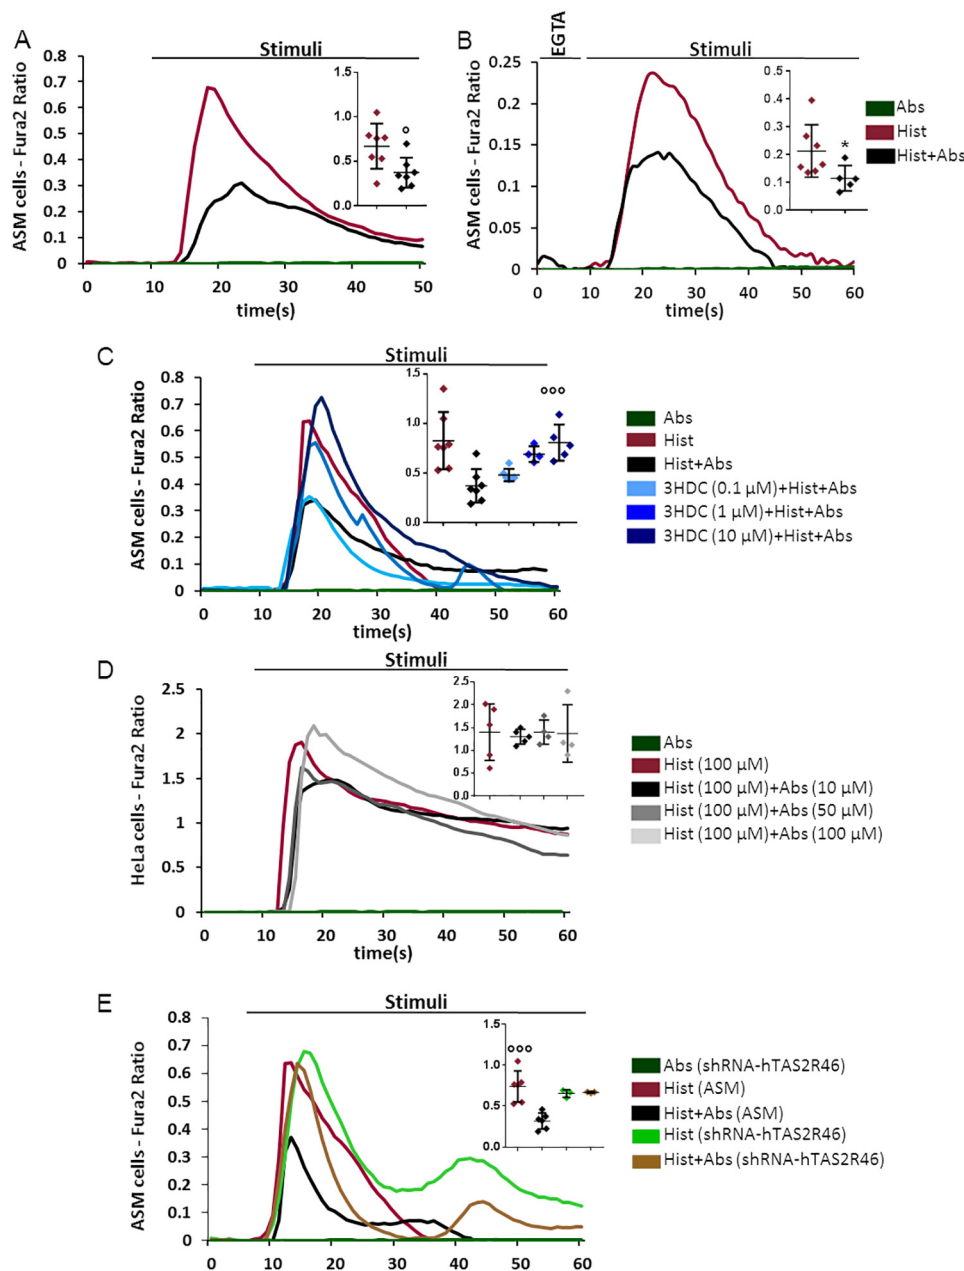 A
Stimuli
ASM cells - Fura2 Ratio
0.8
0.7
0.6
0.5
0.4
0.3
0.2
0.1
0
0 10 20 30 40 50
time(s)
1.5
1.0
0.5
0.0
B
EGTA
Stimuli
ASM cells - Fura2 Ratio
0.25
0.2
0.15
0.1
0.05
0
0 10 20 30 40 50 60
time(s)
0.5
0.4
0.3
0.2
0.1
0.0
*
Abs
Hist
Hist+Abs
C
Stimuli
ASM cells - Fura2 Ratio
0.8
0.7
0.6
0.5
0.4
0.3
0.2
0.1
0
0 10 20 30 40 50 60
time(s)
1.5
1.0
0.5
0.0
Abs
Hist
Hist+Abs
3HDC (0.1 μM)+Hist+Abs
3HDC (1 μM)+Hist+Abs
3HDC (10 μM)+Hist+Abs
D
Stimuli
HeLa cells - Fura2 Ratio
2.5
2
1.5
1
0.5
0
0 10 20 30 40 50 60
time(s)
2.5
2.0
1.5
1.0
0.5
0.0
Abs
Hist (100 μM)
Hist (100 μM)+Abs (10 μM)
Hist (100 μM)+Abs (50 μM)
Hist (100 μM)+Abs (100 μM)
E
Stimuli
ASM cells - Fura2 Ratio
0.8
0.7
0.6
0.5
0.4
0.3
0.2
0.1
0
0 10 20 30 40 50 60
1.5
1.0
0.5
0.0
Abs (shRNA-hTAS2R46)
Hist (ASM)
Hist+Abs (ASM)
Hist (shRNA-hTAS2R46)
Hist+Abs (shRNA-hTAS2R46)